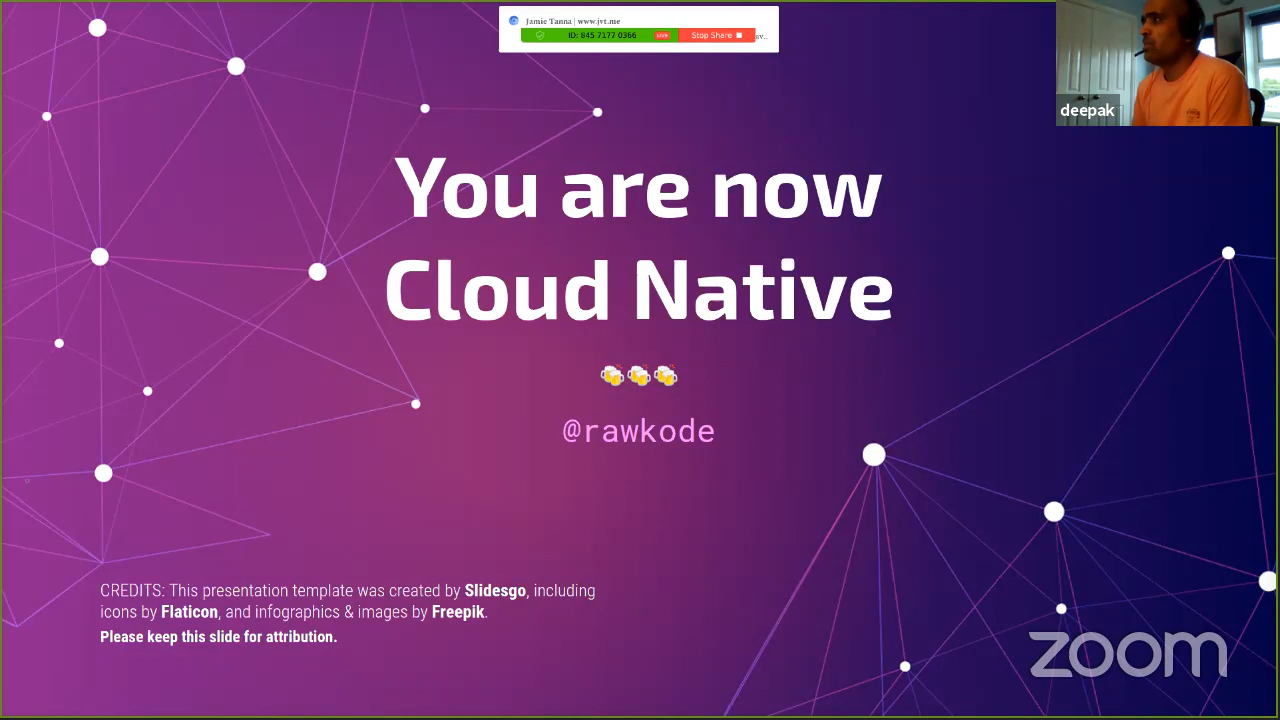 Jamie Tanna | www.jvt.me
ID: 845 7177 0366
LIVE
Stop Share
deepak
You are now
Cloud Native
@rawkode
CREDITS: This presentation template was created by Slidesgo, including
icons by Flaticon, and infographics & images by Freepik.
Please keep this slide for attribution.
zoom